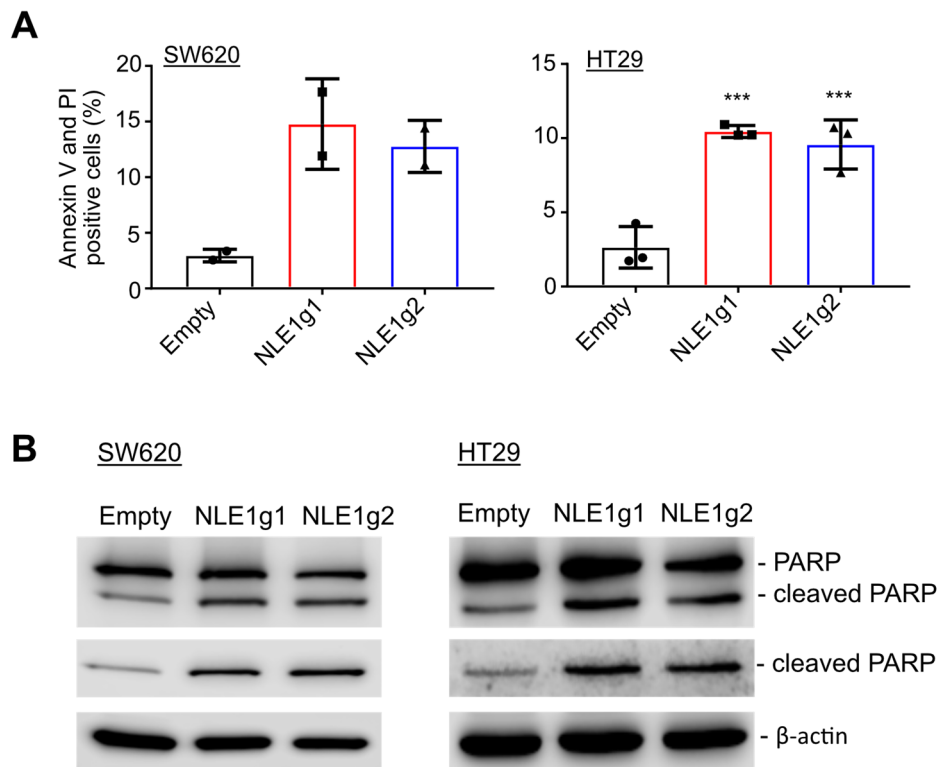 A
SW620
Annexin V and PI
positive cells (%)
20
15
10
5
0
Empty
NLE1g1
NLE1g2
HT29
15
10
5
0
***
***
Empty
NLE1g1
NLE1g2
B
SW620
Empty NLE1g1 NLE1g2
HT29
Empty NLE1g1 NLE1g2
- PARP
- cleaved PARP
- cleaved PARP
- β-actin